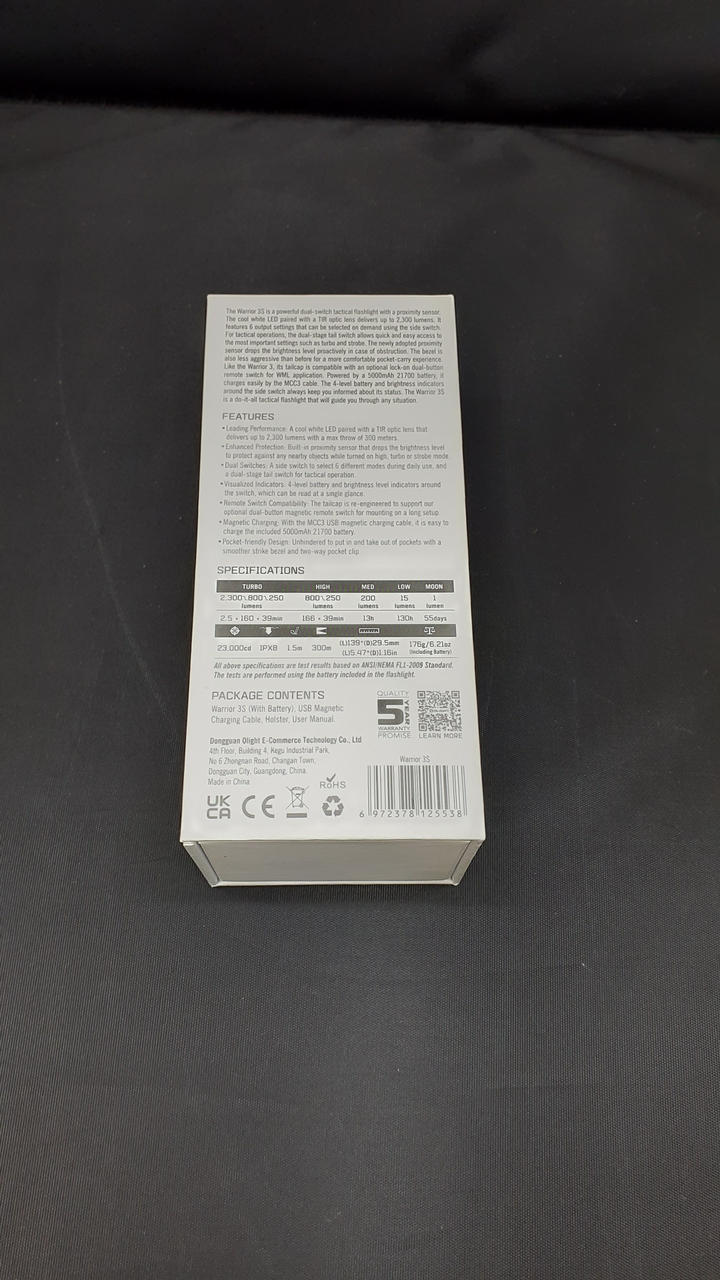 The Warrior 3S is a powerful dual-switch tactical flashlight with a proximity sensor.
The cool white LED paired with a TIR optic lens delivers up to 2,300 lumens. It
features 6 output settings that can be selected on demand using the side switch.
For tactical operations, the dual-stage tail switch allows quick and easy access to
the most important settings such as turbo and strobe. The newly adopted proximity
sensor drops the brightness level proactively in case of obstruction. The bezel is
also less aggressive than before for a more comfortable pocket-carry experience.
Like the Warrior 3, its tailcap is compatible with an optional lock-on dual-button
remote switch for WML application. Powered by a 5000mAh 21700 battery, it
charges easily by the MCC3 cable. The 4-level battery and brightness indicators
around the side switch always keep you informed about its status. The Warrior 3S
is a do-it-all tactical flashlight that will guide you through any situation.
FEATURES
• Leading Performance: A cool white LED paired with a TIR optic lens that
delivers up to 2,300 lumens with a max throw of 300 meters.
• Enhanced Protection: Built-in proximity sensor that drops the brightness level
to protect against any nearby objects while turned on high, turbo or strobe mode.
• Dual Switches: A side switch to select 6 different modes during daily use, and
a dual-stage tail switch for tactical operation.
• Visualized Indicators: 4-level battery and brightness level indicators around
the switch, which can be read at a single glance.
• Remote Switch Compatibility: The tailcap is re-engineered to support our
optional dual-button magnetic remote switch for mounting on a long setup.
• Magnetic Charging: With the MCC3 USB magnetic charging cable, it is easy to
charge the included 5000mAh 21700 battery.
• Pocket-friendly Design: Unhindered to put in and take out of pockets with a
smoother strike bezel and two-way pocket clip.
SPECIFICATIONS
TURBO HIGH MED LOW MOON
2,300\800\250 800\250 200 15 1
lumens lumens lumens lumens lumen
2.5 + 160 + 39min 166 + 39min 13h 130h 55days
23,000cd IPX8 1.5m 300m (L)139*(D)29.5mm 176g/6.21oz
(L)5.47*(D)1.16in (Including Battery)
All above specifications are test results based on ANSI/NEMA FL1-2009 Standard.
The tests are performed using the battery included in the flashlight.
PACKAGE CONTENTS
Warrior 3S (With Battery), USB Magnetic
Charging Cable, Holster, User Manual.
QUALITY
5 YEAR
WARRANTY
PROMISE
LEARN MORE
Dongguan Olight E-Commerce Technology Co., Ltd
4th Floor, Building 4, Kegu Industrial Park,
No 6 Zhongnan Road, Changan Town,
Dongguan City, Guangdong, China.
Made in China
Warrior 3S
UK
CA
CE
RoHS
6 972378 125538